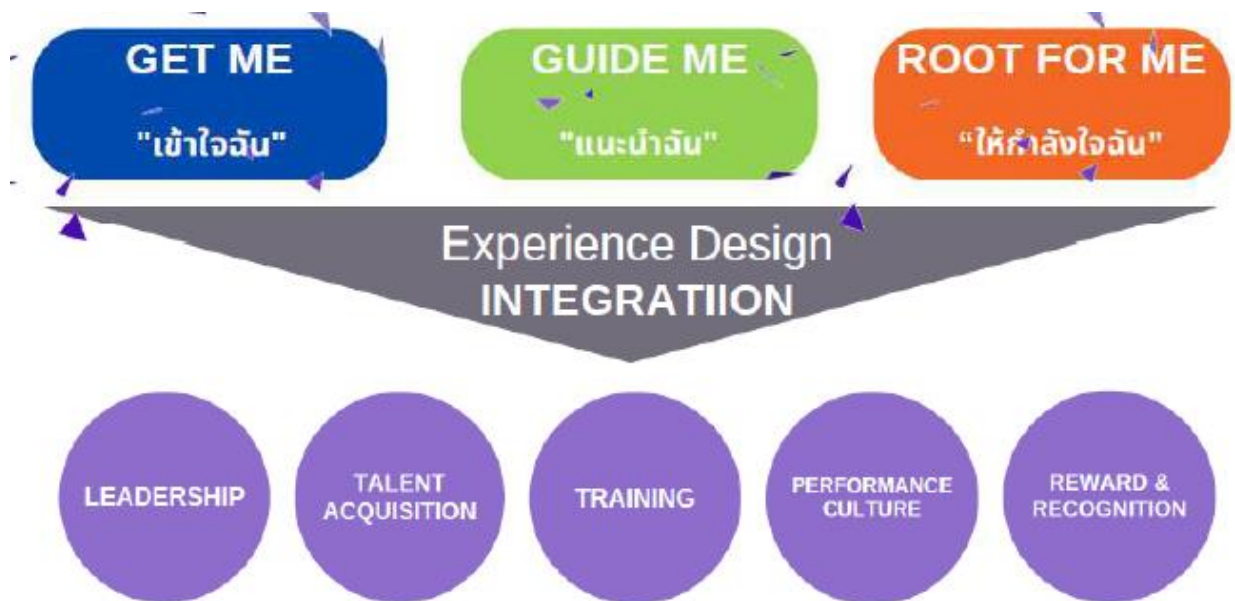 GET ME
"เข้าใจฉัน"
GUIDE ME
"แนะนำฉัน"
ROOT FOR ME
“ให้กำลังใจฉัน”
Experience Design
INTEGRATIION
LEADERSHIP
TALENT
ACQUISITION
TRAINING
PERFORMANCE
CULTURE
REWARD &
RECOGNITION